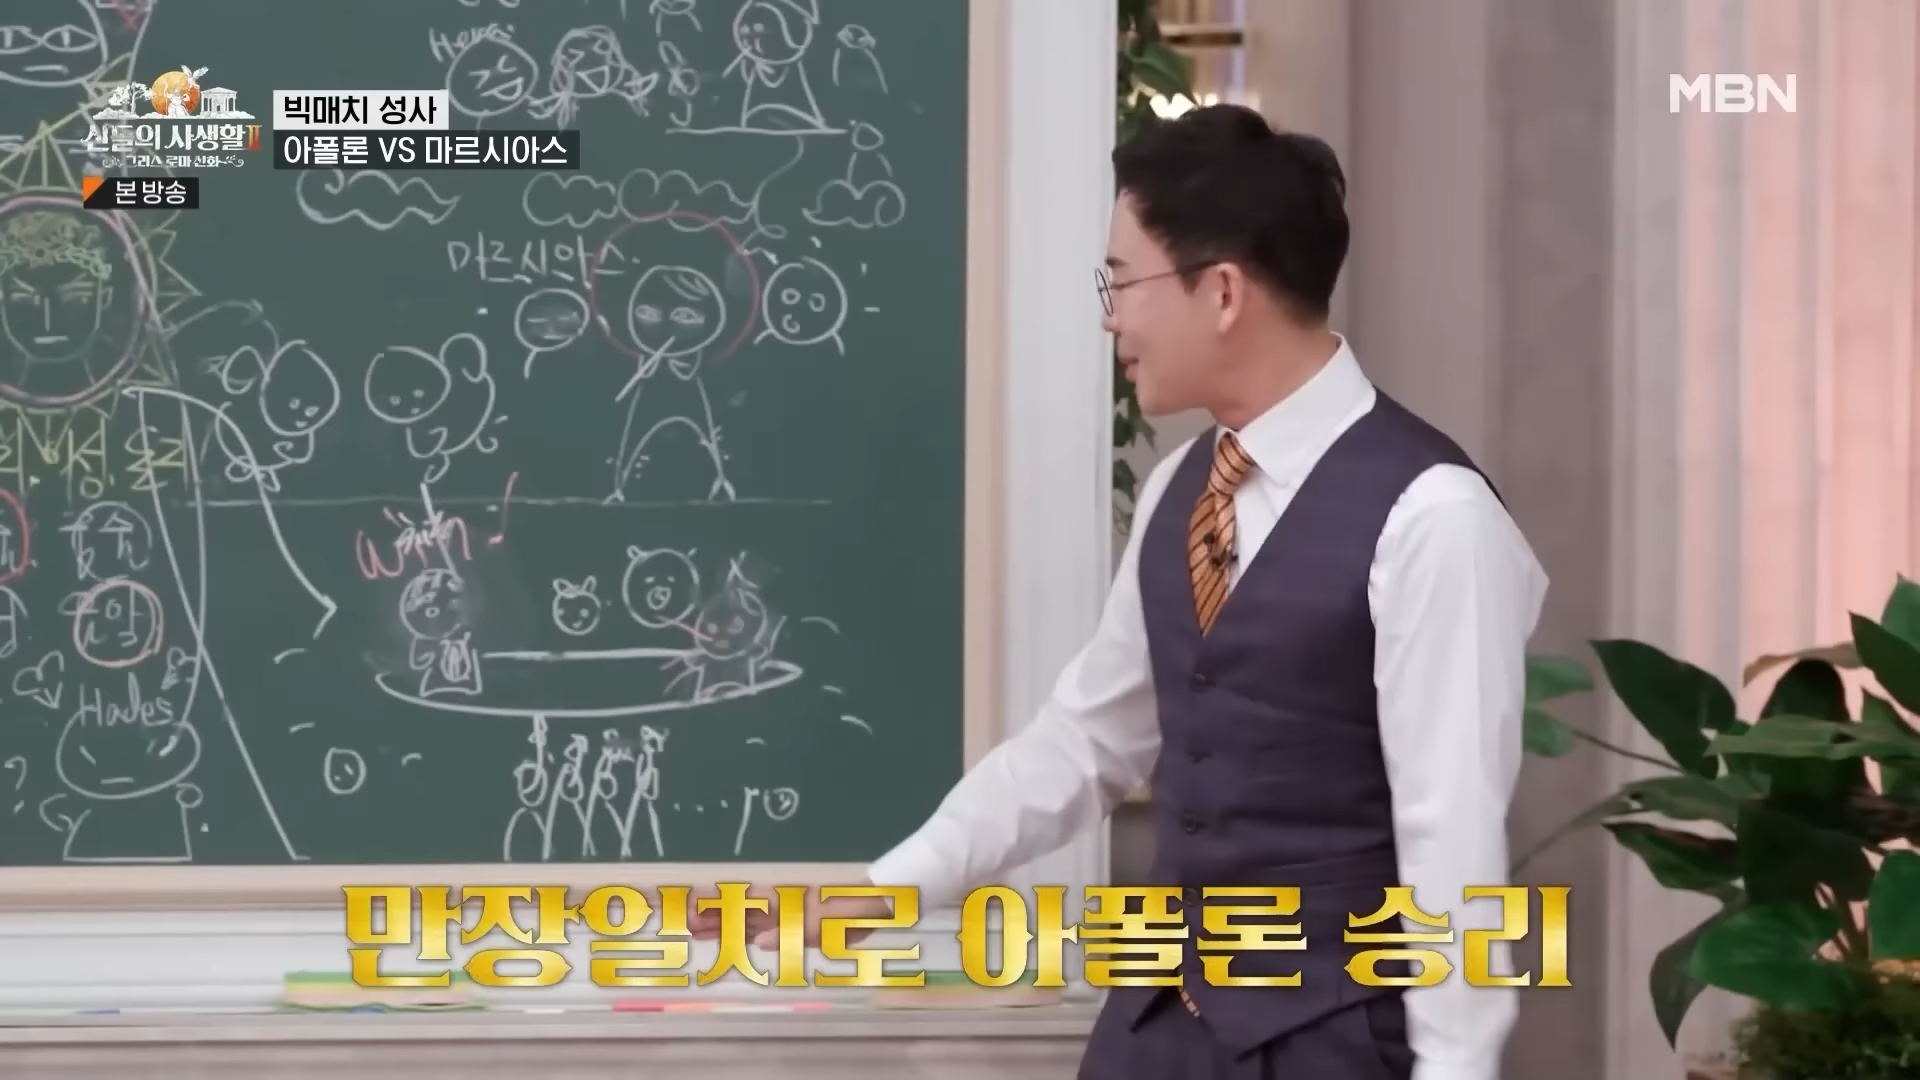 MBN
신들의 사생활 II
그리스 로마 신화
빅매치 성사
아폴론 VS 마르시아스
본 방송
Hera
마르시아스
win
Hades
만장일치로 아폴론 승리